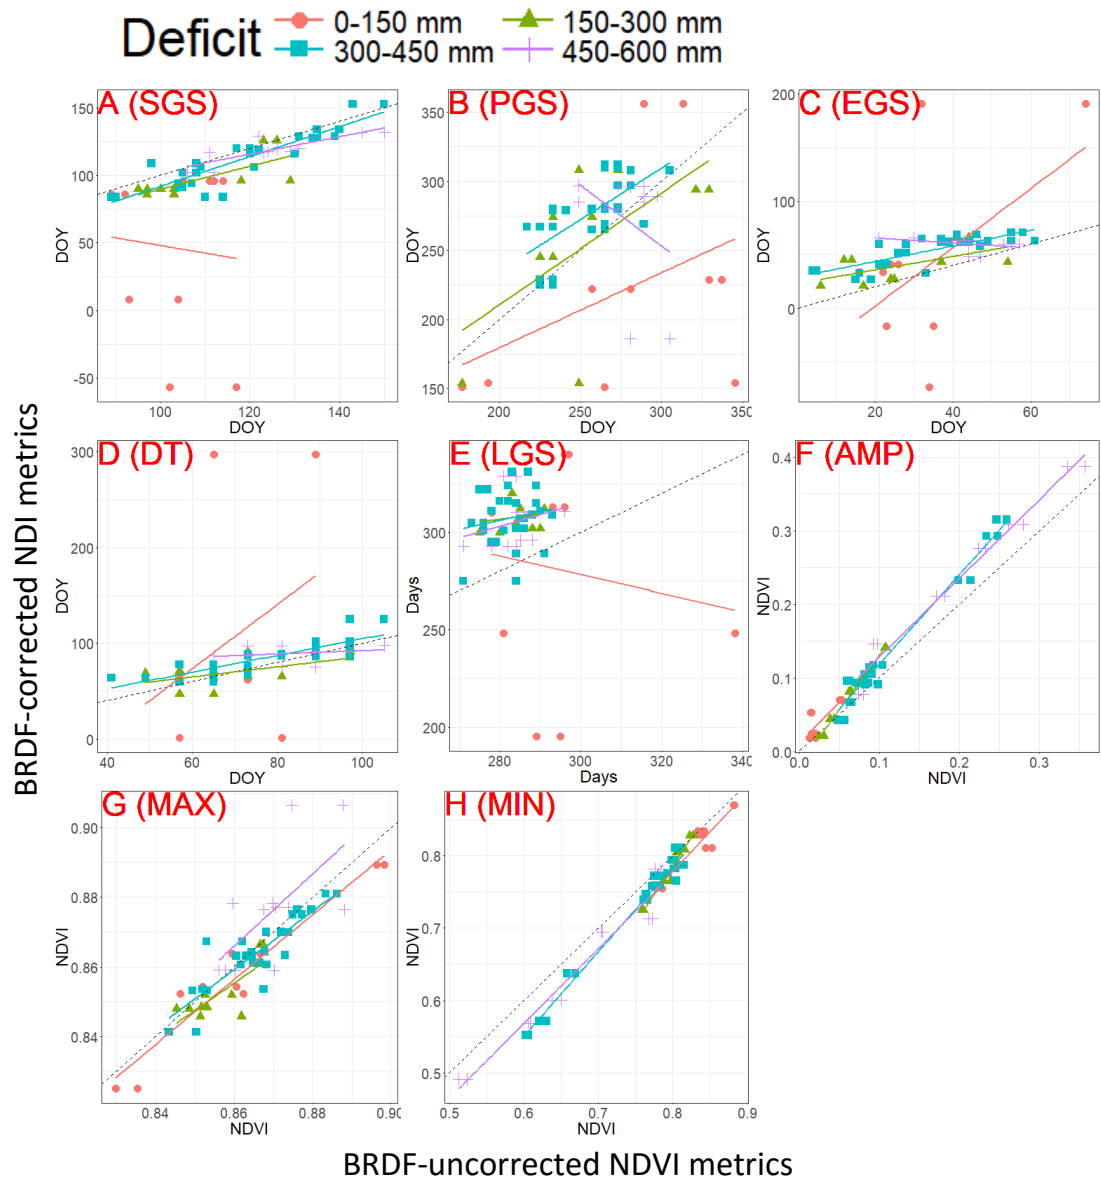 Deficit 0-150 mm 150-300 mm
300-450 mm 450-600 mm
A (SGS) B (PGS) C (EGS)
150
100
50
0
-50
DOY
100 120 140
DOY
350
300
250
200
150
DOY
200 250 300 350
DOY
200
100
0
DOY
20 40 60
DOY
D (DT) E (LGS) F (AMP)
300
200
100
0
DOY
40 60 80 100
DOY
300
250
200
Days
280 300 320 340
Days
0.4
0.3
0.2
0.1
0.0
NDVI
0.0 0.1 0.2 0.3
NDVI
G (MAX) H (MIN)
0.90
0.88
0.86
0.84
NDVI
0.84 0.86 0.88 0.90
NDVI
0.8
0.7
0.6
0.5
NDVI
0.5 0.6 0.7 0.8 0.9
NDVI
BRDF-corrected NDI metrics
BRDF-uncorrected NDVI metrics